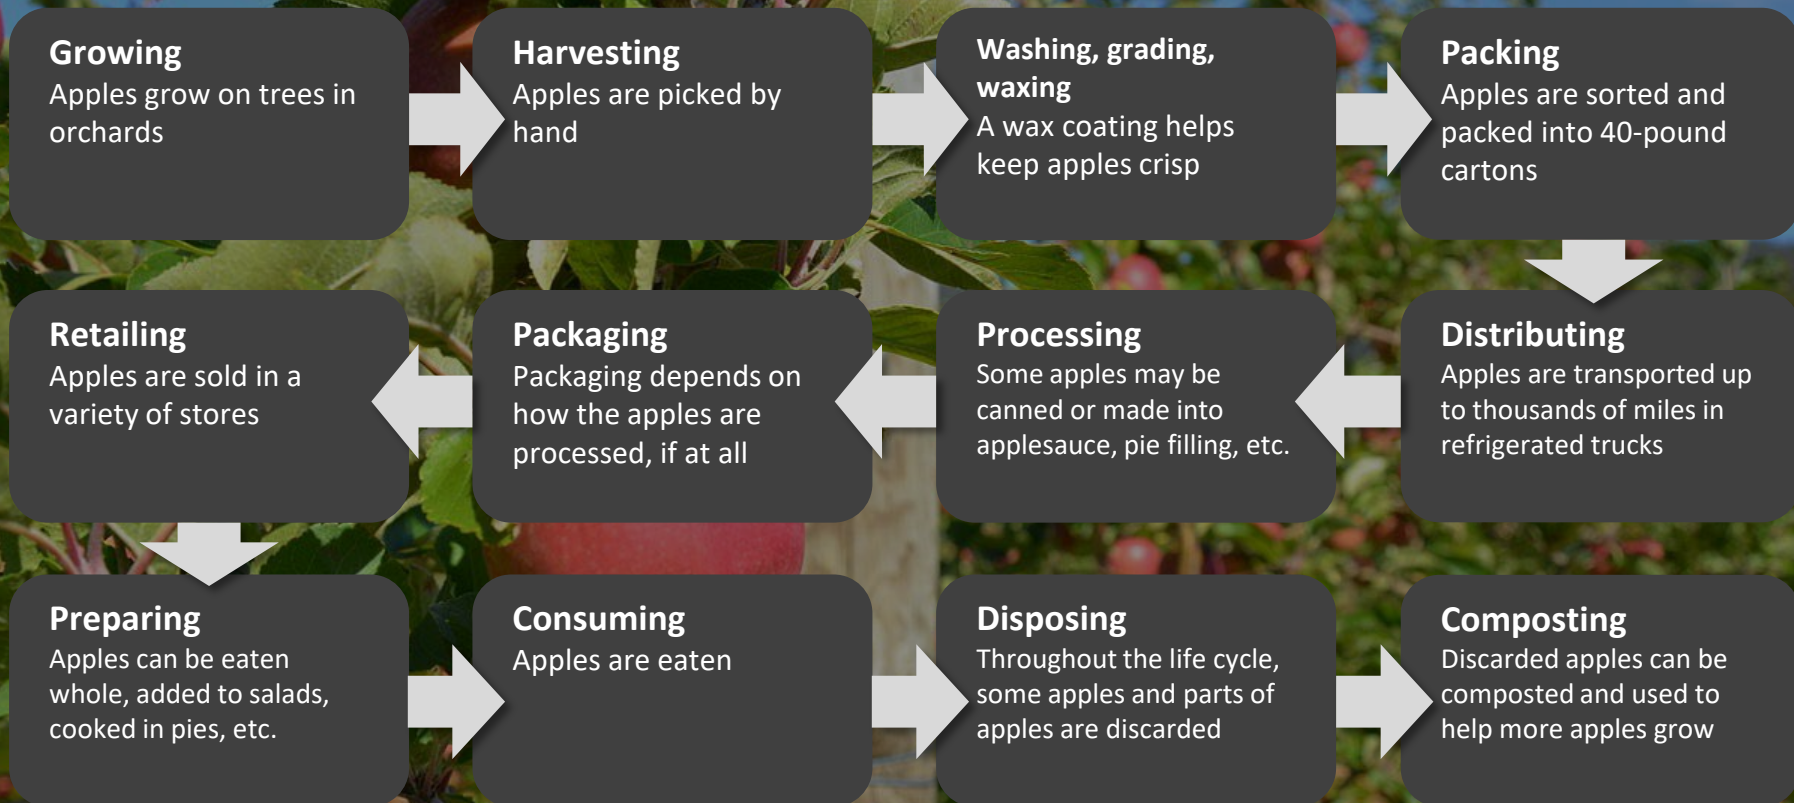 Growing
Apples grow on trees in
orchards
Harvesting
Apples are picked by
hand
Washing, grading,
waxing
A wax coating helps
keep apples crisp
Packing
Apples are sorted and
packed into 40-pound
cartons
Distributing
Apples are transported up
to thousands of miles in
refrigerated trucks
Processing
Some apples may be
canned or made into
applesauce, pie filling, etc.
Packaging
Packaging depends on
how the apples are
processed, if at all
Retailing
Apples are sold in a
variety of stores
Preparing
Apples can be eaten
whole, added to salads,
cooked in pies, etc.
Consuming
Apples are eaten
Disposing
Throughout the life cycle,
some apples and parts of
apples are discarded
Composting
Discarded apples can be
composted and used to
help more apples grow